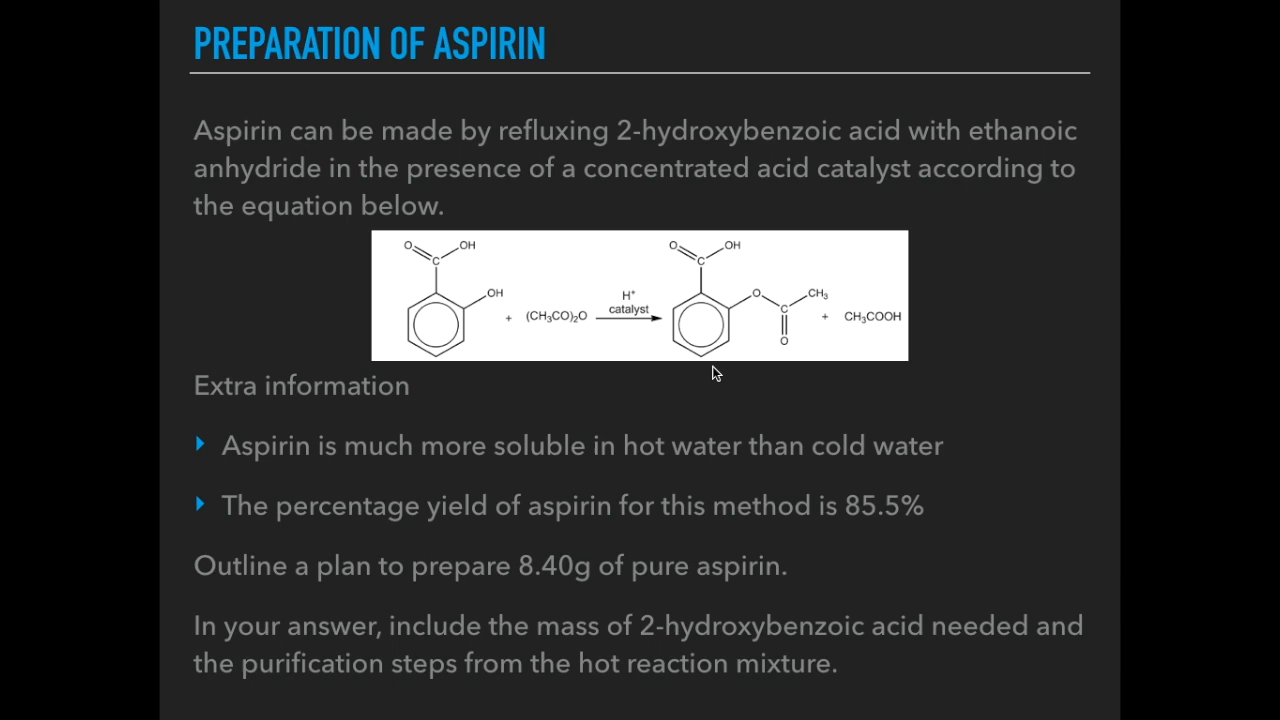 PREPARATION OF ASPIRIN
Aspirin can be made by refluxing 2-hydroxybenzoic acid with ethanoic
anhydride in the presence of a concentrated acid catalyst according to
the equation below.
O OH O OH
C C
OH H⁺ O CH₃
+ (CH₃CO)₂O catalyst C + CH₃COOH
O
Extra information
Aspirin is much more soluble in hot water than cold water
The percentage yield of aspirin for this method is 85.5%
Outline a plan to prepare 8.40g of pure aspirin.
In your answer, include the mass of 2-hydroxybenzoic acid needed and
the purification steps from the hot reaction mixture.